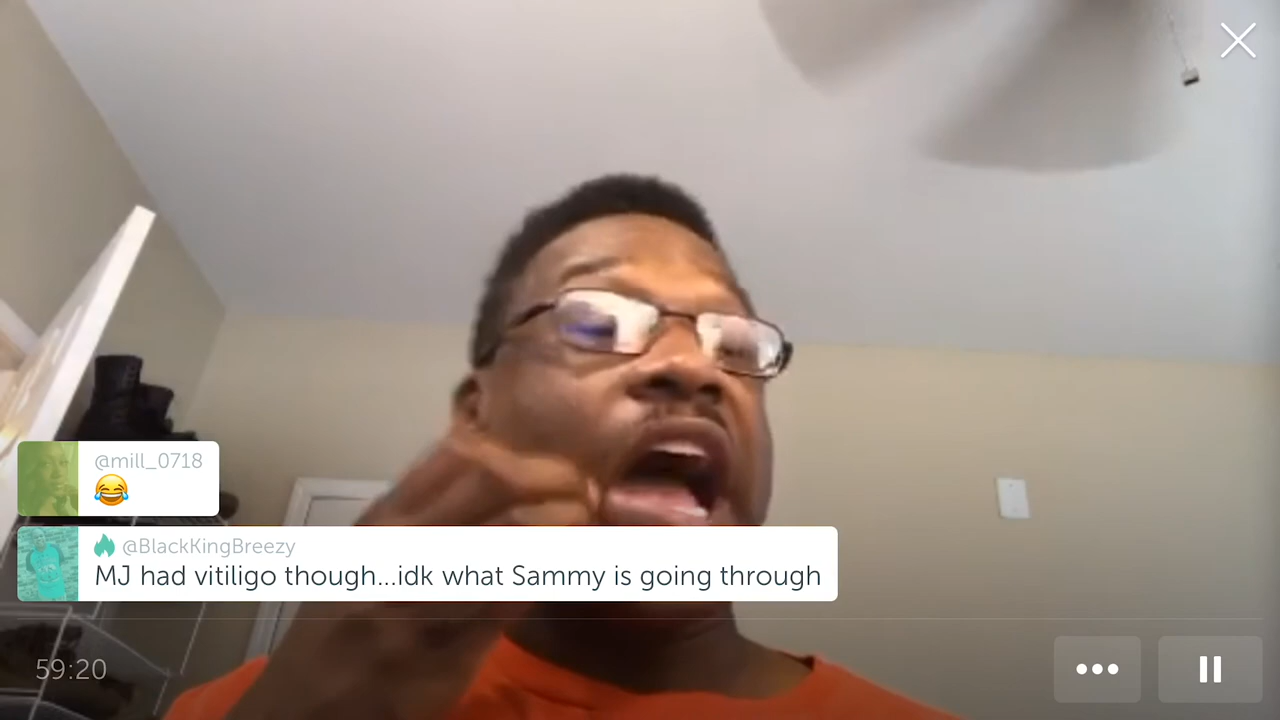 @mill_0718
😂
@BlackKingBreezy
MJ had vitiligo though...idk what Sammy is going through
59:20